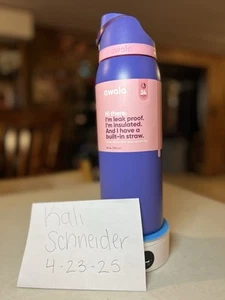 owala
Hi there.
I'm leak proof.
I'm insulated.
And I have a
built-in straw.
Kali
Schneider
4-23-25